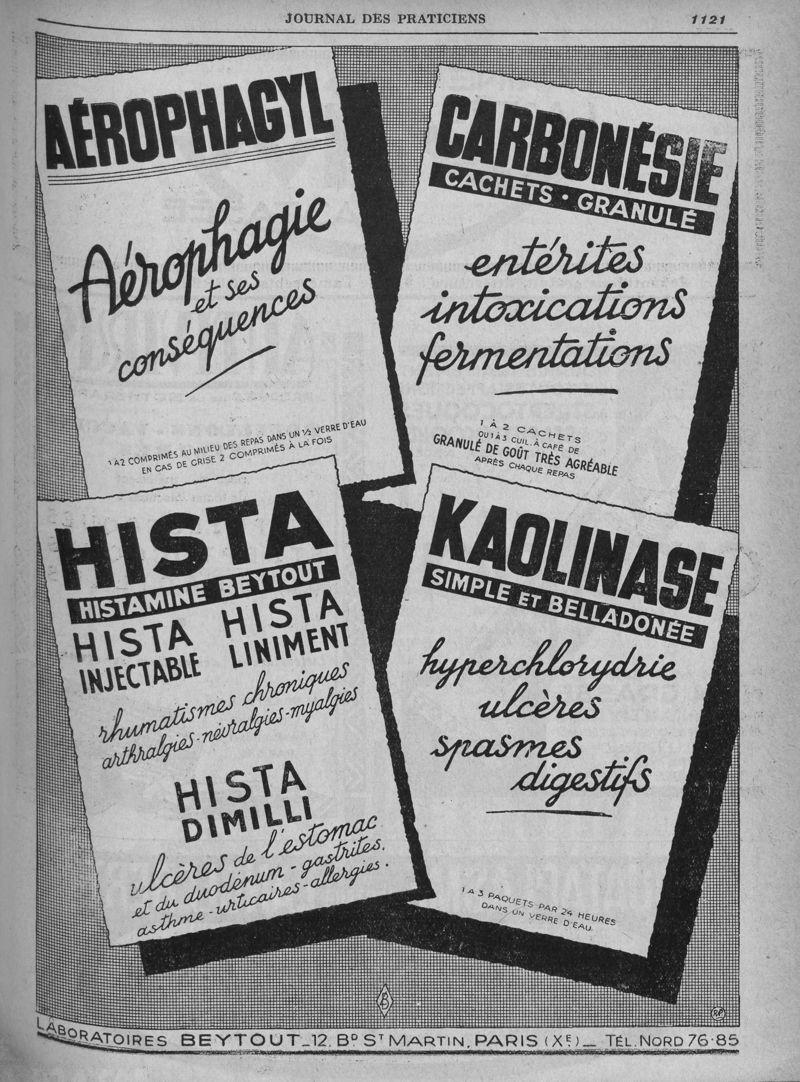 JOURNAL DES PRATICIENS
1121
AÉROPHAGYL
Aérophagie
et ses
conséquences
1 A 2 COMPRIMÉS AU MILIEU DES REPAS DANS UN ½ VERRE D'EAU
EN CAS DE CRISE 2 COMPRIMÉS À LA FOIS
CARBONÉSIE
CACHETS · GRANULÉ
entérites
intoxications
fermentations
1 À 2 CACHETS
OU 1 À 3 CUIL. À CAFÉ DE
GRANULÉ DE GOÛT TRÈS AGRÉABLE
APRÈS CHAQUE REPAS
HISTA
HISTAMINE BEYTOUT
HISTA
INJECTABLE
HISTA
LINIMENT
rhumatismes chroniques
arthralgies - névralgies - myalgies
HISTA
DIMILLI
ulcères de l'estomac
et du duodénum - gastrites.
asthme - urticaires - allergies.
KAOLINASE
SIMPLE ET BELLADONÉE
hyperchlorydrie
ulcères
spasmes
digestifs
1 A 3 PAQUETS PAR 24 HEURES
DANS UN VERRE D'EAU
B
LABORATOIRES BEYTOUT_12, BD ST MARTIN, PARIS (XE)_ TÉL. NORD 76·85